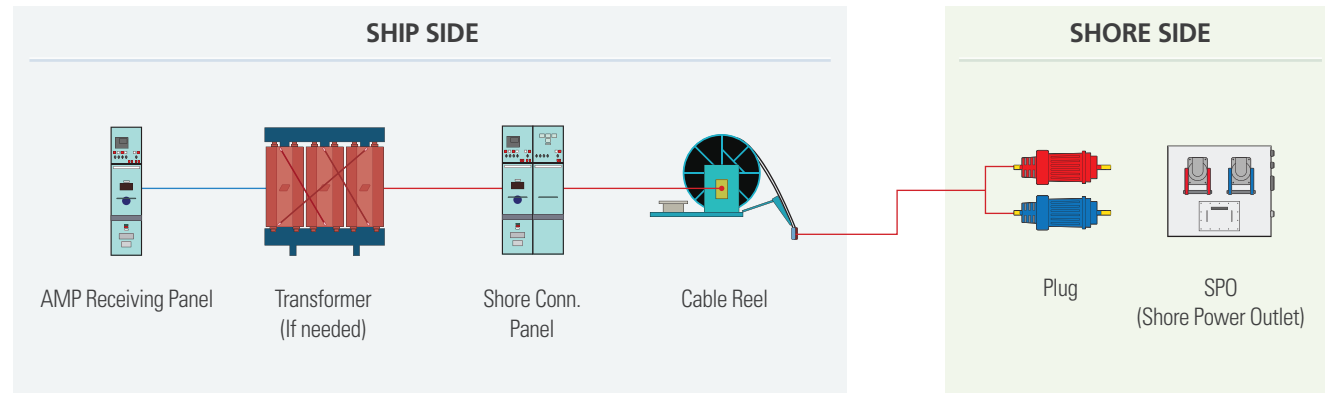 SHIP SIDE
SHORE SIDE
AMP Receiving Panel
Transformer
(If needed)
Shore Conn.
Panel
Cable Reel
Plug
SPO
(Shore Power Outlet)